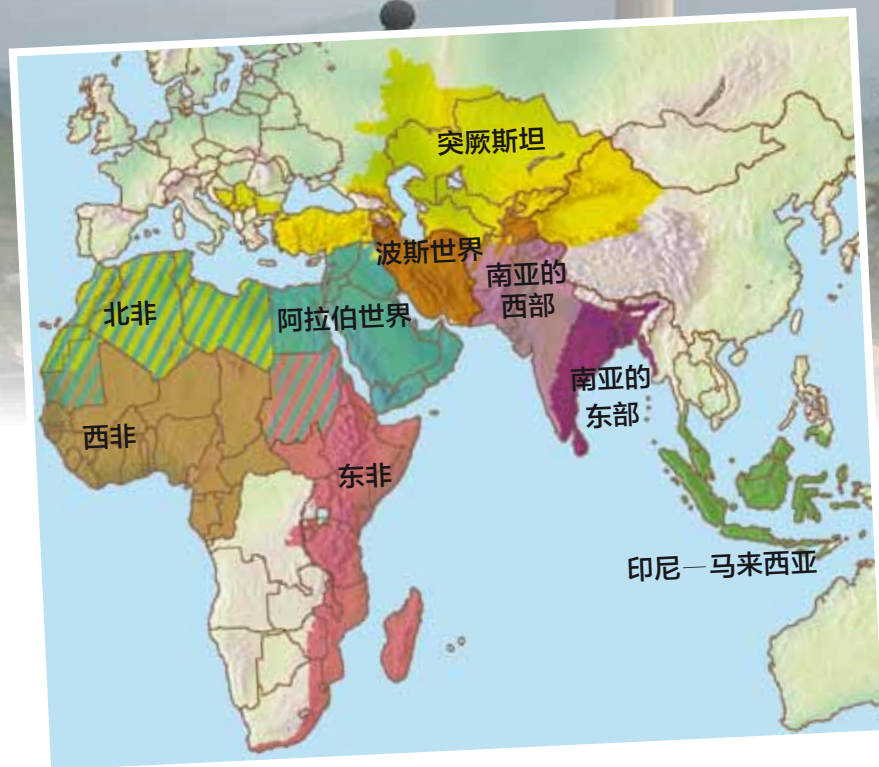 突厥斯坦
波斯世界
南亚的
西部
北非
阿拉伯世界
南亚的
东部
西非
东非
印尼—马来西亚